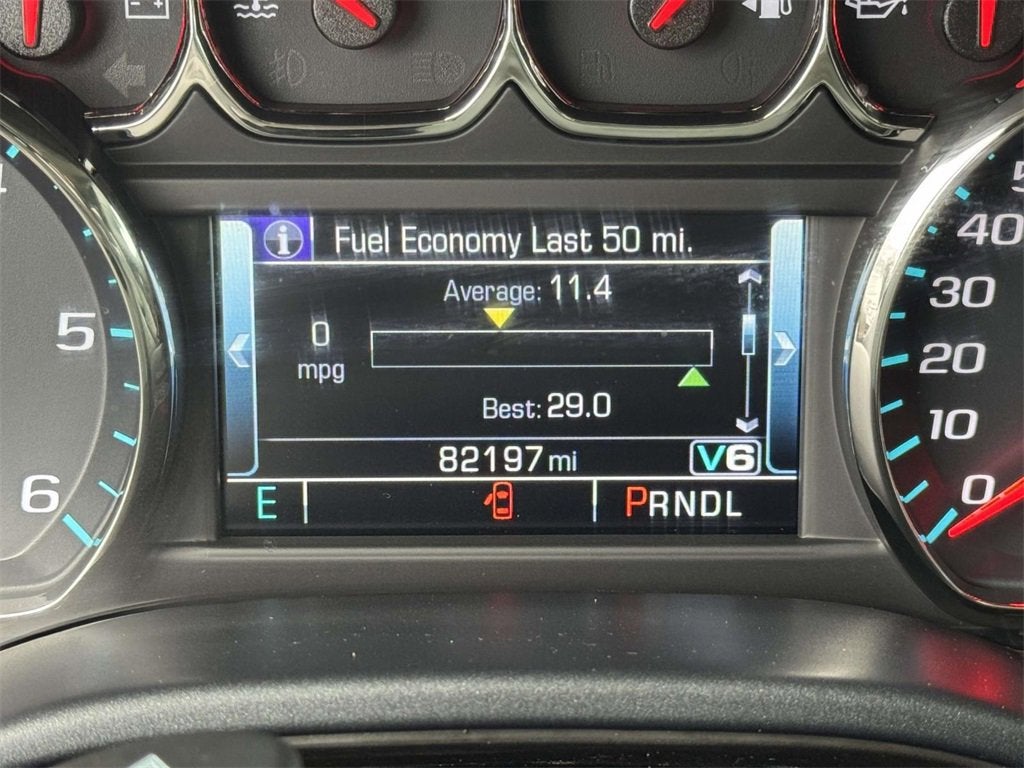 Fuel Economy Last 50 mi.
Average: 11.4
0
mpg
Best: 29.0
82197 mi V6
E PRNDL
5
6
40
30
20
10
0